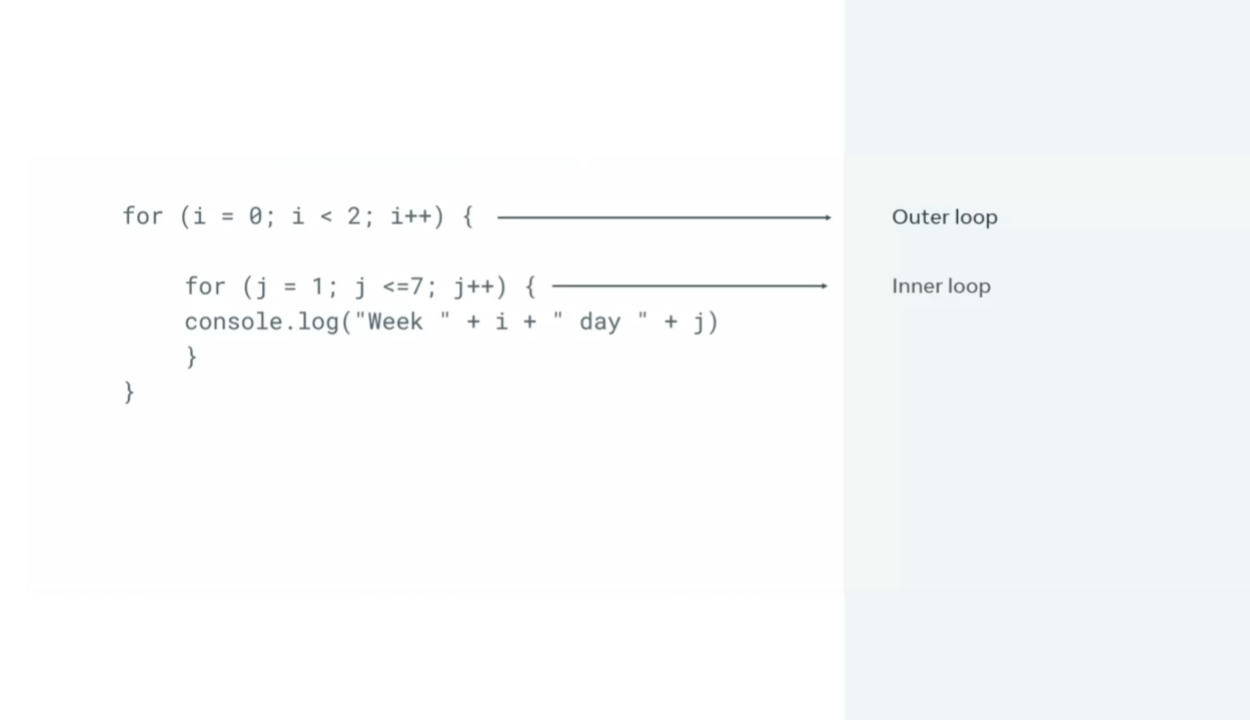 for (i = 0; i < 2; i++) { Outer loop
for (j = 1; j <=7; j++) { Inner loop
console.log("Week " + i + " day " + j)
}
}